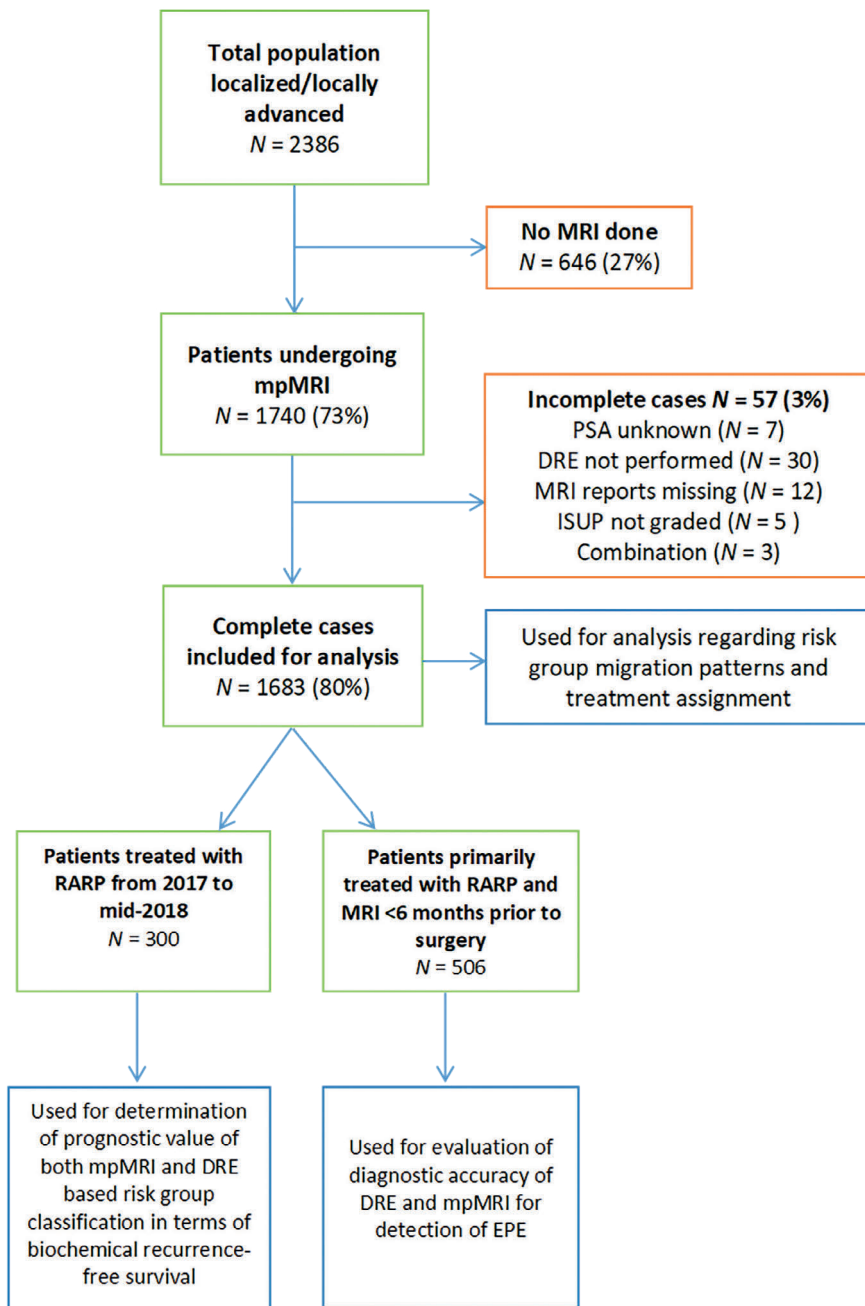 Total population
localized/locally
advanced
N = 2386
No MRI done
N = 646 (27%)
Patients undergoing
mpMRI
N = 1740 (73%)
Incomplete cases N = 57 (3%)
PSA unknown (N = 7)
DRE not performed (N = 30)
MRI reports missing (N = 12)
ISUP not graded (N = 5 )
Combination (N = 3)
Complete cases
included for analysis
N = 1683 (80%)
Used for analysis regarding risk
group migration patterns and
treatment assignment
Patients treated with
RARP from 2017 to
mid-2018
N = 300
Patients primarily
treated with RARP and
MRI <6 months prior to
surgery
N = 506
Used for determination
of prognostic value of
both mpMRI and DRE
based risk group
classification in terms of
biochemical recurrence-
free survival
Used for evaluation of
diagnostic accuracy of
DRE and mpMRI for
detection of EPE